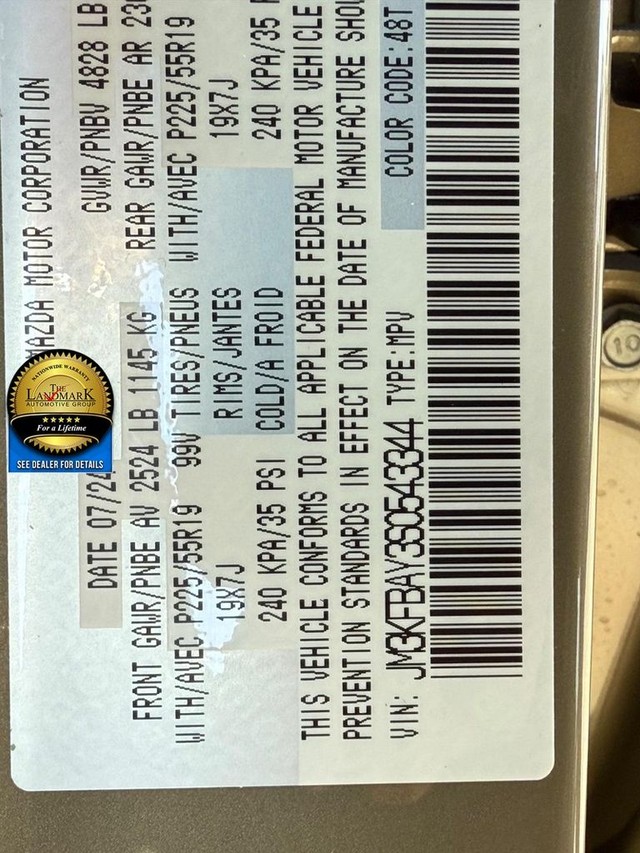 MAZDA MOTOR CORPORATION
DATE 07/24 GVWR/PNBV 4828 LB
FRONT GAWR/PNBE AV 2524 LB 1145 KG REAR GAWR/PNBE AR
WITH/AVEC P225/55R19 99V TIRES/PNEUS WITH/AVEC P225/55R19
19X7J RIMS/JANTES 19X7J
240 KPA/35 PSI COLD/A FROID 240 KPA/35
THIS VEHICLE CONFORMS TO ALL APPLICABLE FEDERAL MOTOR VEHICLE
PREVENTION STANDARDS IN EFFECT ON THE DATE OF MANUFACTURE
VIN: JM3KFBAY3S0543344 TYPE:MPV COLOR CODE:48T
NATIONWIDE WARRANTY
THE
LANDMARK
AUTOMOTIVE GROUP
For a Lifetime
SEE DEALER FOR DETAILS
10